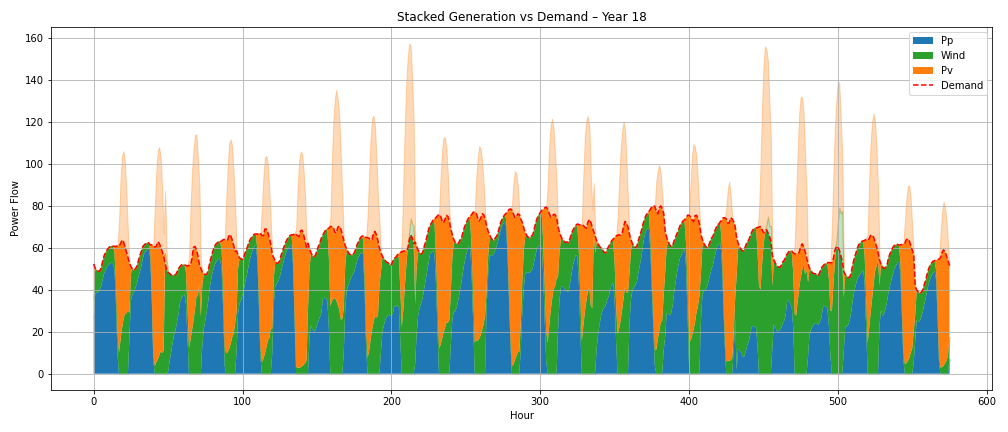 Stacked Generation vs Demand – Year 18
Power Flow
160
140
120
100
80
60
40
20
0
0 100 200 300 400 500 600
Hour
Pp
Wind
Pv
Demand